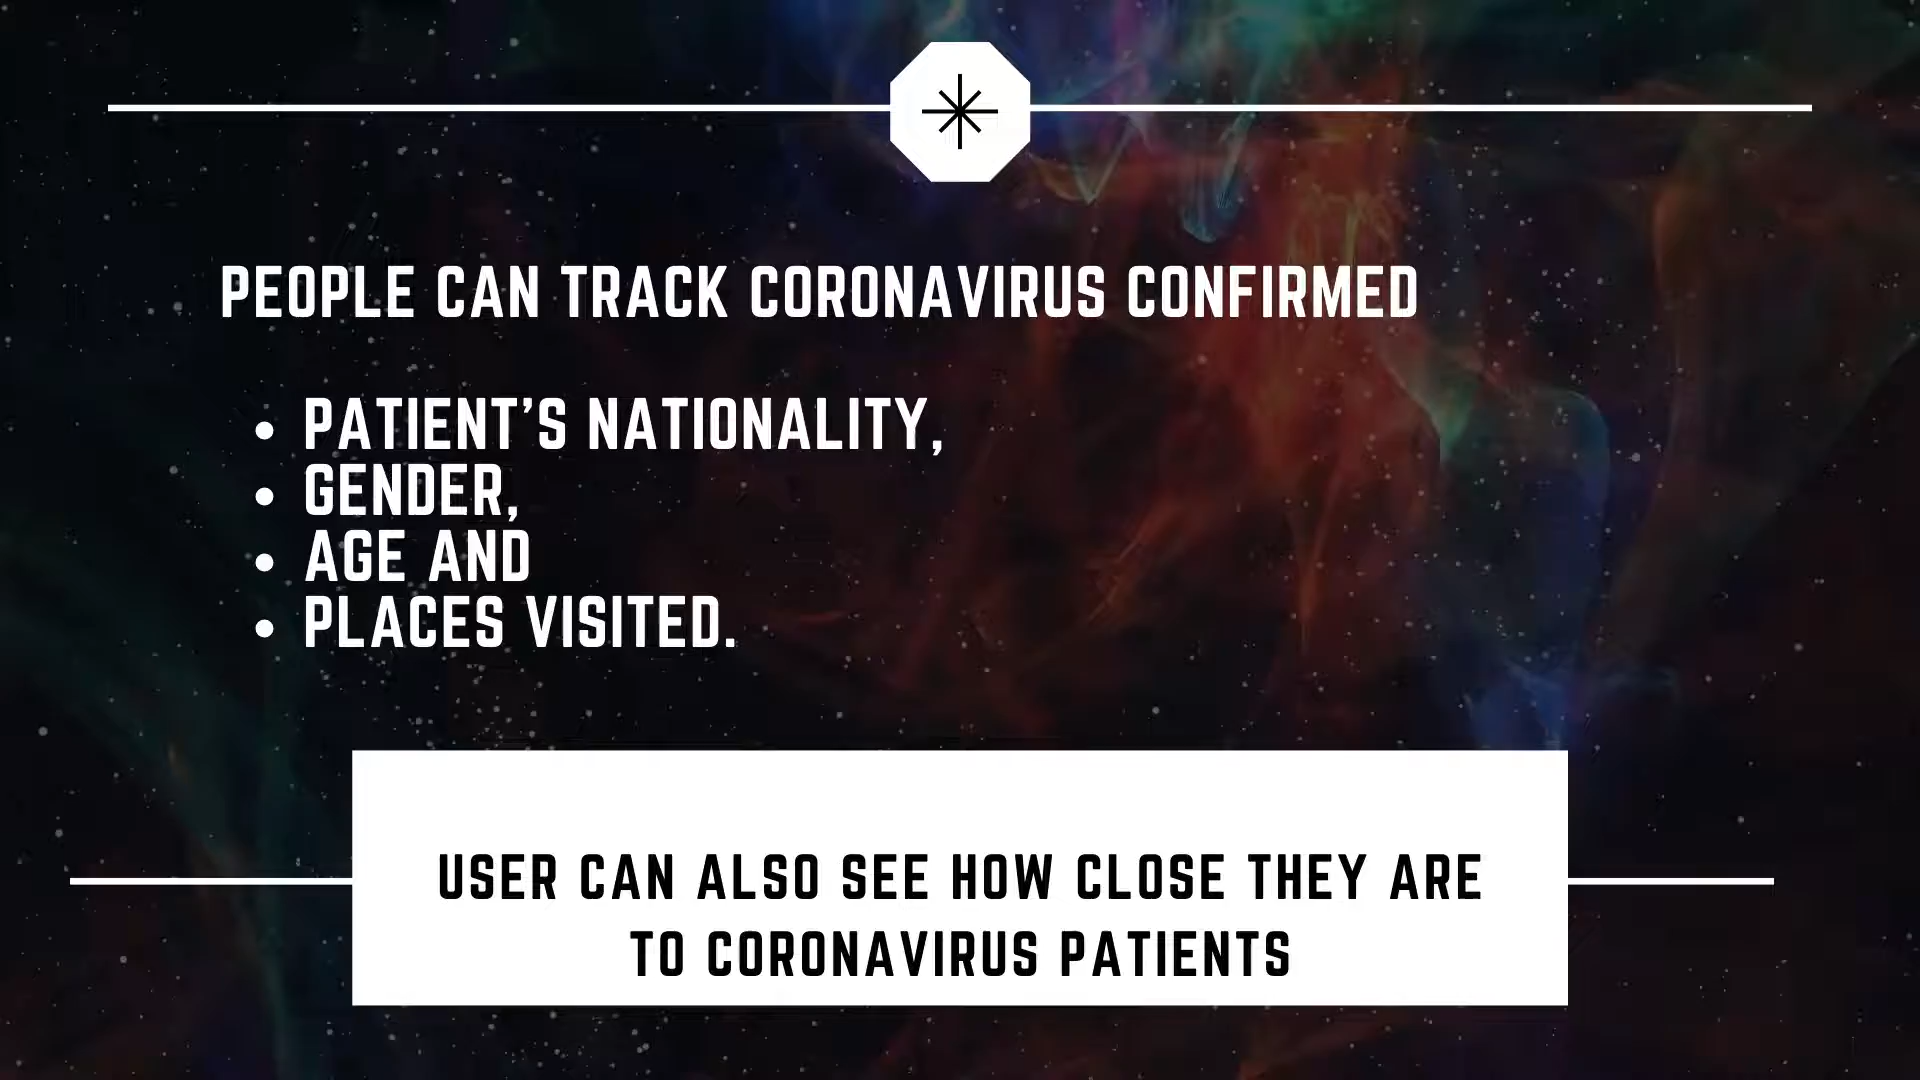 PEOPLE CAN TRACK CORONAVIRUS CONFIRMED
• PATIENT'S NATIONALITY,
• GENDER,
• AGE AND
• PLACES VISITED.
USER CAN ALSO SEE HOW CLOSE THEY ARE
TO CORONAVIRUS PATIENTS